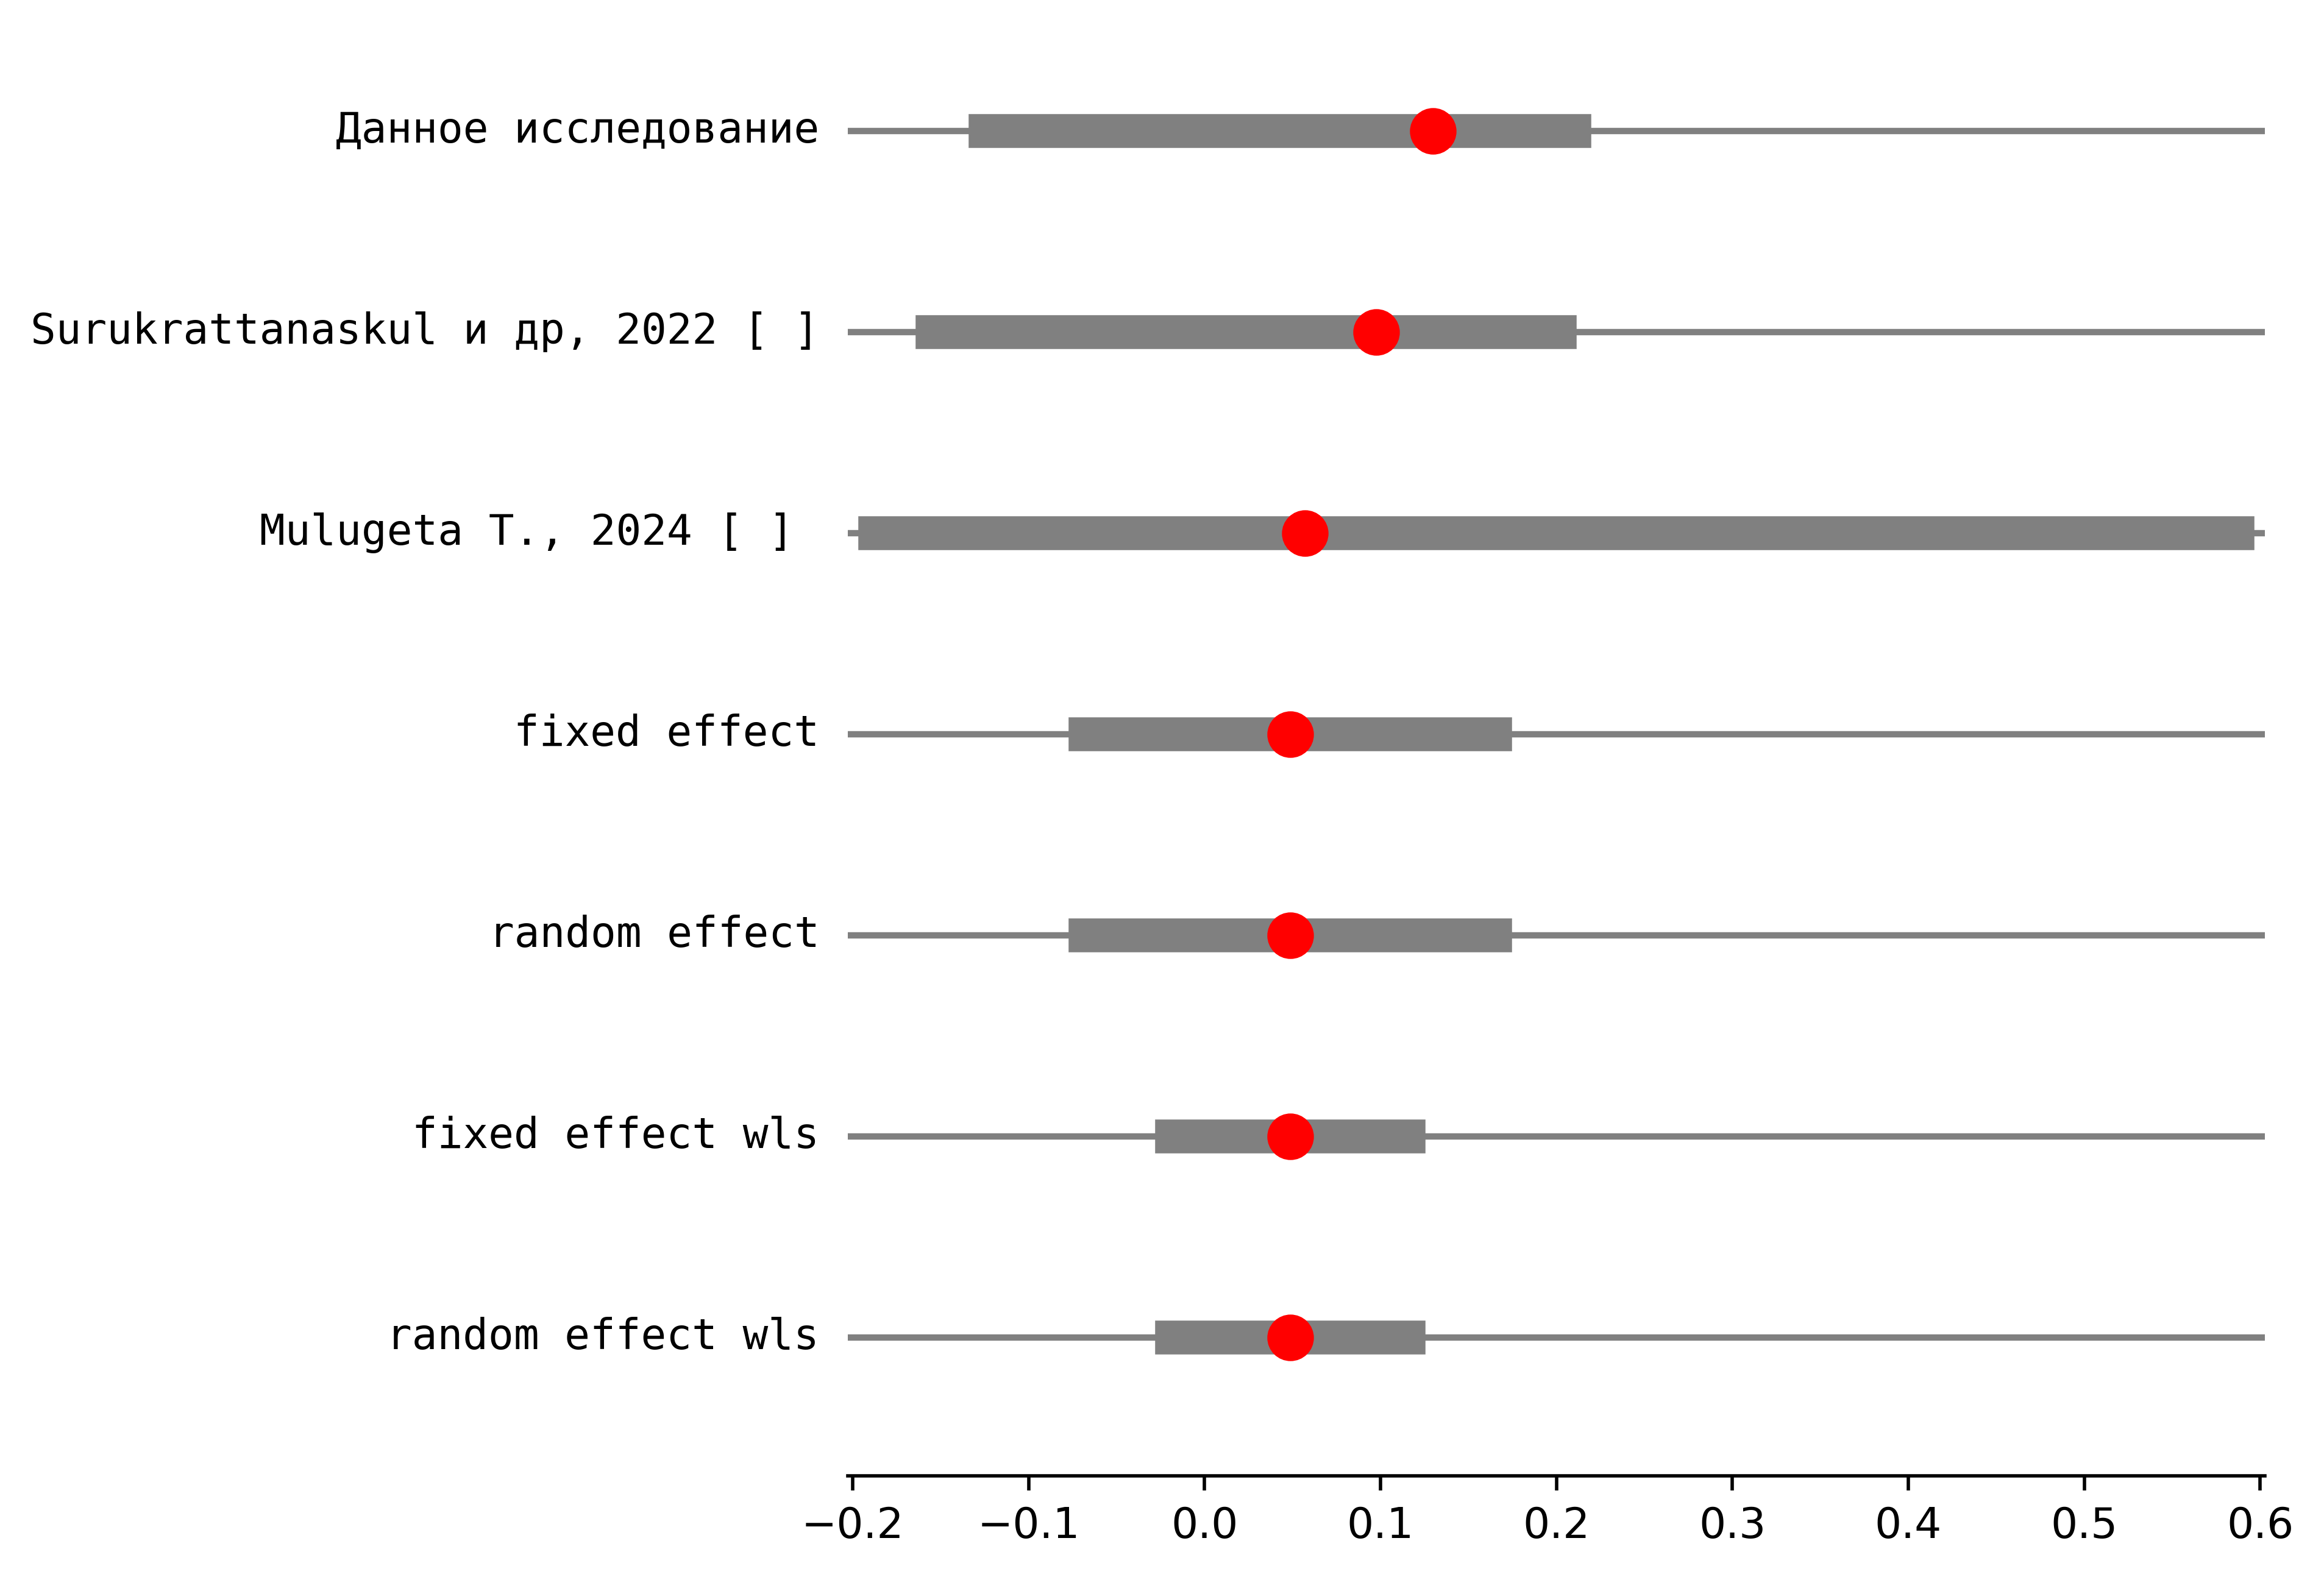 Данное исследование
Surukrattanaskul и др, 2022 [ ]
Mulugeta T., 2024 [ ]
fixed effect
random effect
fixed effect wls
random effect wls
−0.2 −0.1 0.0 0.1 0.2 0.3 0.4 0.5 0.6